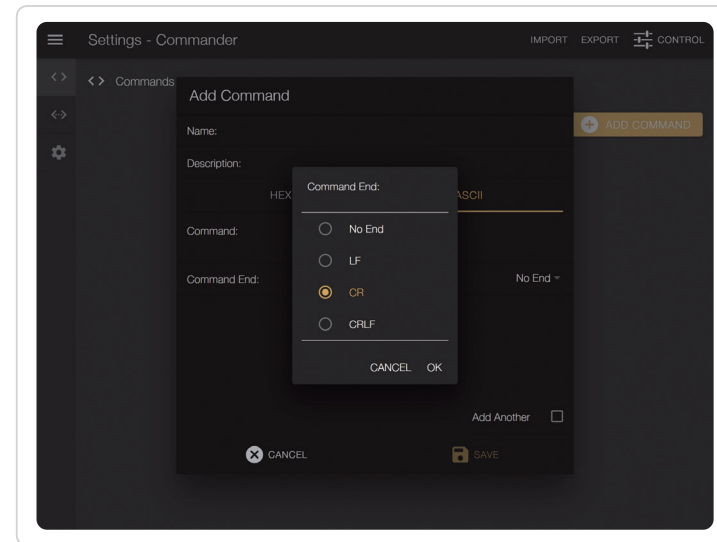 Settings - Commander
IMPORT EXPORT CONTROL
Commands
Add Command
ADD COMMAND
Name:
Description:
HEX
ASCII
Command End:
No End
LF
CR
CRLF
CANCEL OK
Command:
Command End:
No End
Add Another
CANCEL
SAVE